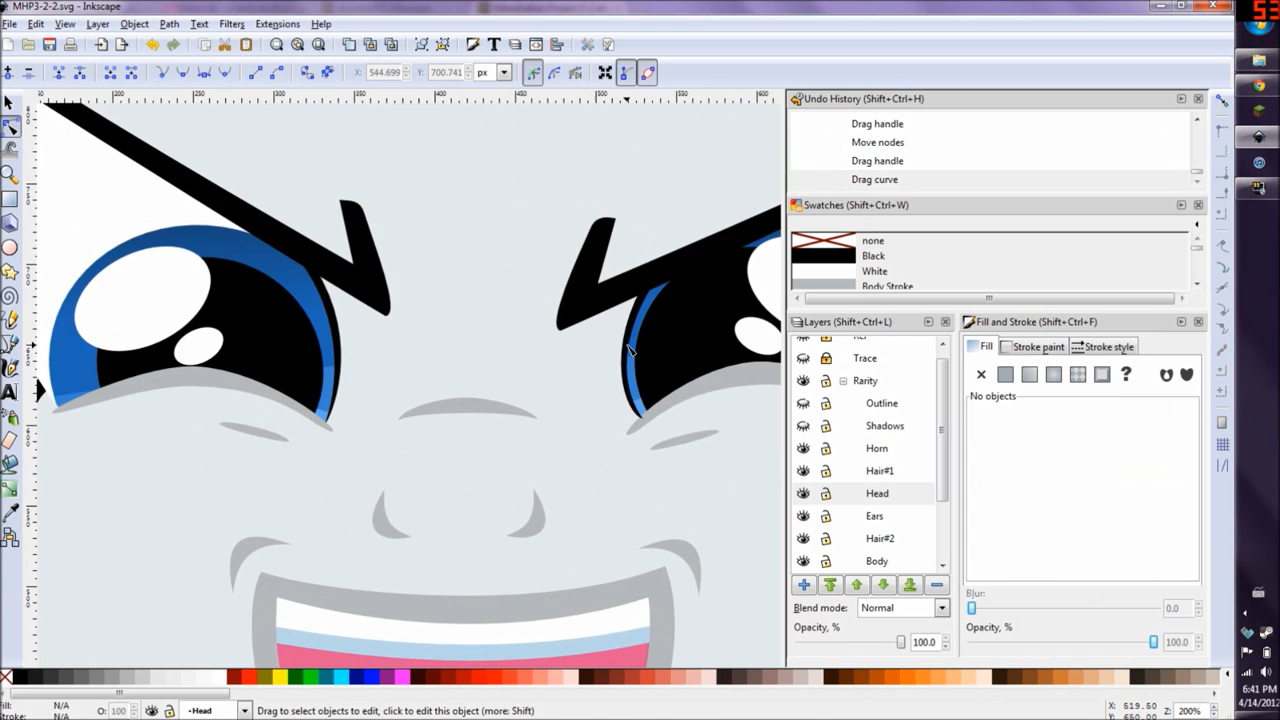 MHP3-2-2.svg - Inkscape
53
File Edit View Layer Object Path Text Filters Extensions Help
X: 544.699 Y: 700.741 px
Undo History (Shift+Ctrl+H)
Drag handle
Move nodes
Drag handle
Drag curve
Swatches (Shift+Ctrl+W)
none
Black
White
Body Stroke
Layers (Shift+Ctrl+L)
Fill and Stroke (Shift+Ctrl+F)
Fill Stroke paint Stroke style
Trace
Rarity
No objects
Outline
Shadows
Horn
Hair#1
Head
Ears
Hair#2
Body
Blur:
Blend mode: Normal
0.0
Opacity, %
Opacity, %
100.0
100.0
6:41 PM
4/14/2012
Fill: N/A
Stroke: N/A
O: 100
-Head
Drag to select objects to edit, click to edit this object (more: Shift)
X: 519.50
Y: 650.00
Z: 200%